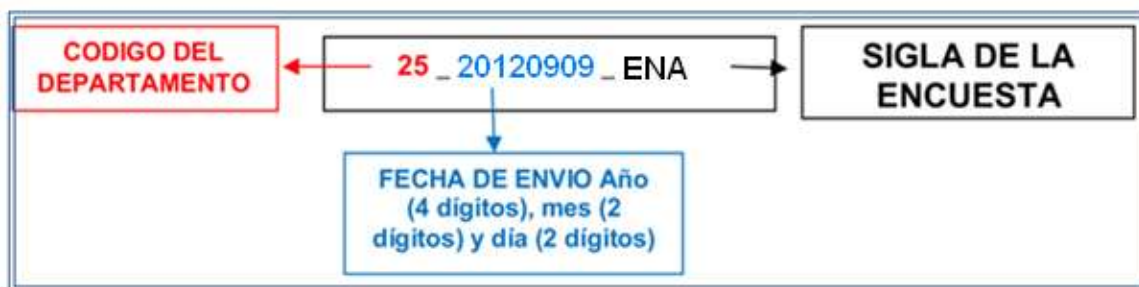 CODIGO DEL
DEPARTAMENTO
25 _ 20120909 _ ENA
SIGLA DE LA
ENCUESTA
FECHA DE ENVIO Año
(4 dígitos), mes (2
dígitos) y día (2 dígitos)